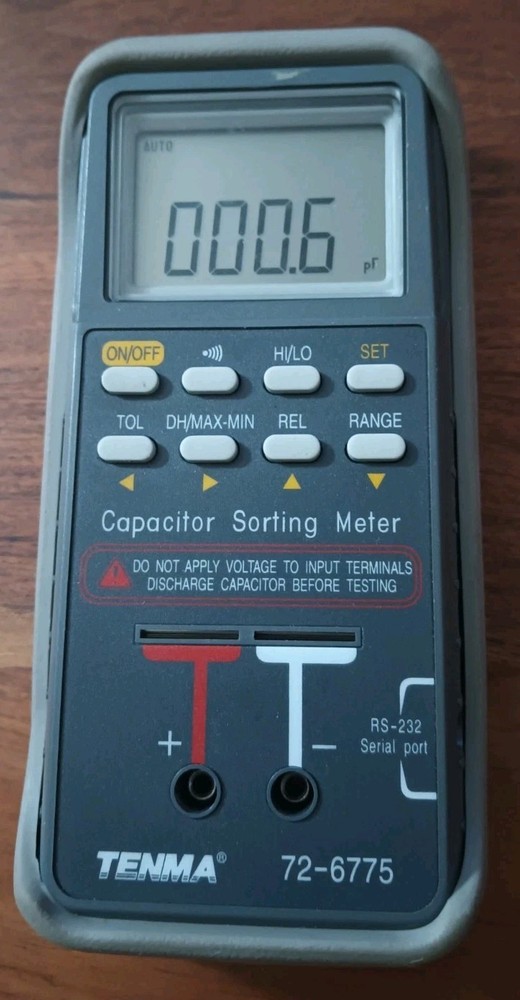 AUTO
000.6 pF
ON/OFF •))) HI/LO SET
TOL DH/MAX-MIN REL RANGE
Capacitor Sorting Meter
DO NOT APPLY VOLTAGE TO INPUT TERMINALS
DISCHARGE CAPACITOR BEFORE TESTING
RS-232
Serial port
+ −
TENMA® 72-6775